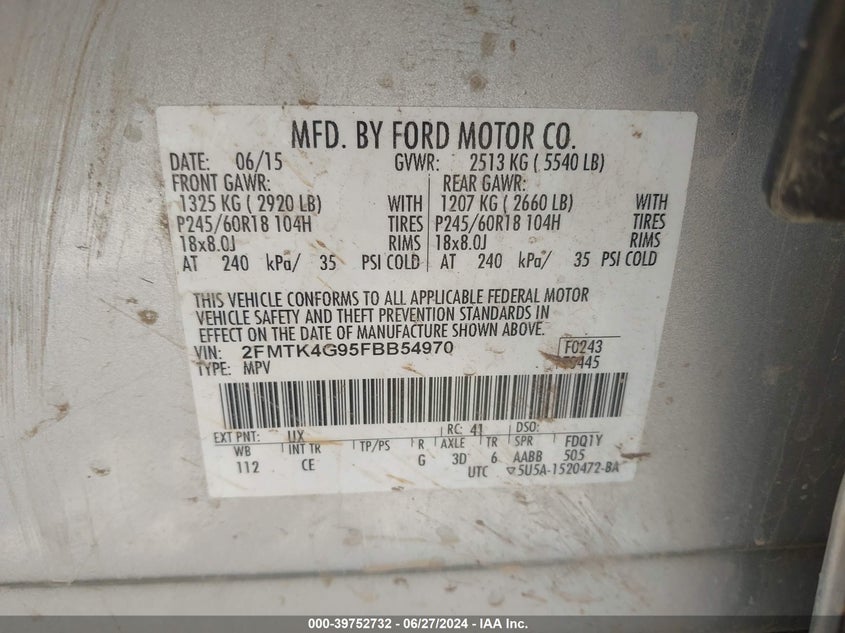 MFD. BY FORD MOTOR CO.
DATE: 06/15 GVWR: 2513 KG ( 5540 LB)
FRONT GAWR: REAR GAWR:
1325 KG ( 2920 LB) WITH 1207 KG ( 2660 LB) WITH
P245/60R18 104H TIRES P245/60R18 104H TIRES
18x8.0J RIMS 18x8.0J RIMS
AT 240 kPa/ 35 PSI COLD AT 240 kPa/ 35 PSI COLD
THIS VEHICLE CONFORMS TO ALL APPLICABLE FEDERAL MOTOR
VEHICLE SAFETY AND THEFT PREVENTION STANDARDS IN
EFFECT ON THE DATE OF MANUFACTURE SHOWN ABOVE.
VIN: 2FMTK4G95FBB54970 F0243
TYPE: MPV
EXT PNT: UX RC: 41 DSO:
WB INT TR TP/PS R AXLE TR SPR FDQ1Y
112 CE G 3D 6 AABB 505
UTC ▽5U5A-1520472-BA
000-39752732 - 06/27/2024 - IAA Inc.